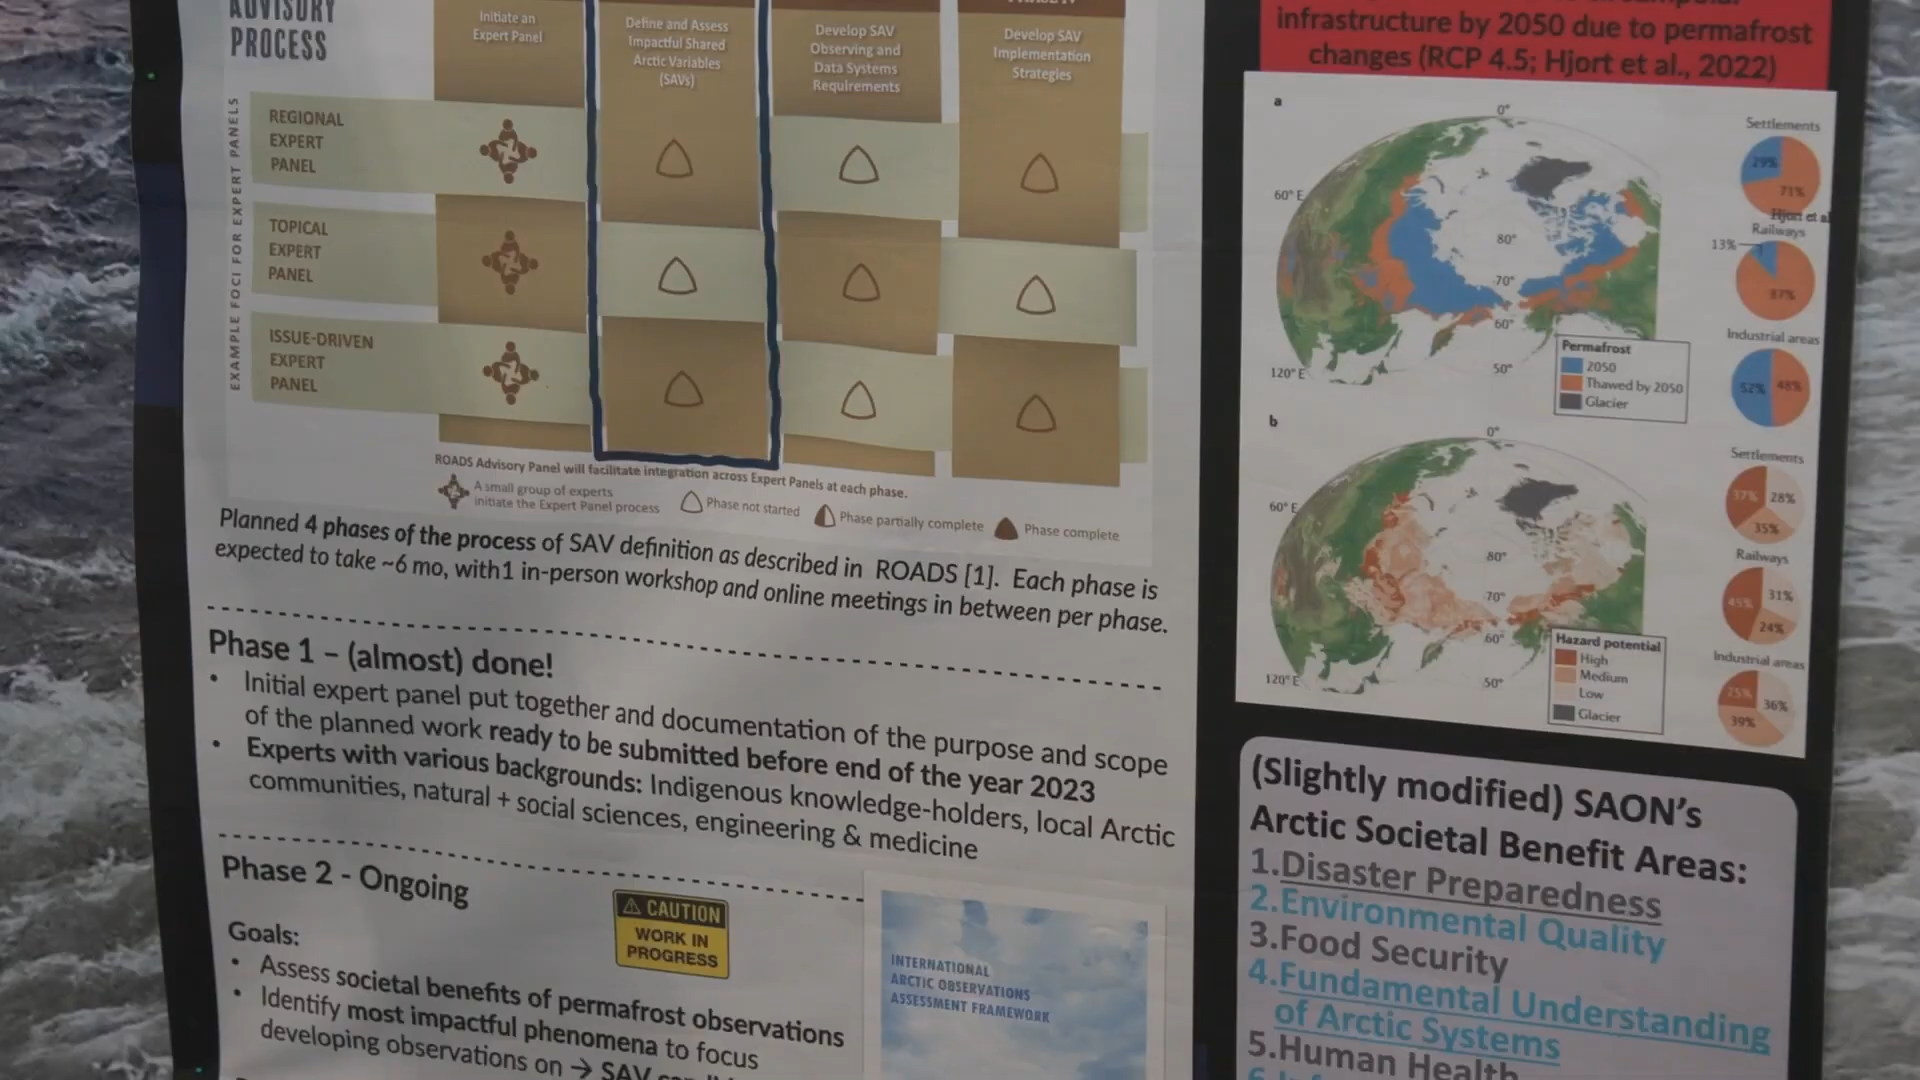 ADVISORY
PROCESS
Initiate an
Expert Panel
Define and Assess
Impactful Shared
Arctic Variables
(SAVs)
Develop SAV
Observing and
Data Systems
Requirements
Develop SAV
Implementation
Strategies
EXAMPLE FOCI FOR EXPERT PANELS
REGIONAL
EXPERT
PANEL
TOPICAL
EXPERT
PANEL
ISSUE-DRIVEN
EXPERT
PANEL
ROADS Advisory Panel will facilitate integration across Expert Panels at each phase.
A small group of experts
initiate the Expert Panel process
Phase not started
Phase partially complete
Phase complete
Planned 4 phases of the process of SAV definition as described in ROADS [1]. Each phase is
expected to take ~6 mo, with1 in-person workshop and online meetings in between per phase.
Phase 1 – (almost) done!
• Initial expert panel put together and documentation of the purpose and scope
of the planned work ready to be submitted before end of the year 2023
• Experts with various backgrounds: Indigenous knowledge-holders, local Arctic
communities, natural + social sciences, engineering & medicine
Phase 2 - Ongoing
CAUTION
WORK IN
PROGRESS
Goals:
• Assess societal benefits of permafrost observations
• Identify most impactful phenomena to focus
developing observations on → SAV
INTERNATIONAL
ARCTIC OBSERVATIONS
ASSESSMENT FRAMEWORK
infrastructure by 2050 due to permafrost
changes (RCP 4.5; Hjort et al., 2022)
a
0°
60° E
80°
70°
60°
50°
120° E
Permafrost
2050
Thawed by 2050
Glacier
Settlements
29%
71%
Hjort et al
Railways
13%
87%
Industrial areas
52%
48%
b
0°
60° E
80°
70°
60°
50°
120° E
Hazard potential
High
Medium
Low
Glacier
Settlements
37%
28%
35%
Railways
45%
31%
24%
Industrial areas
25%
36%
39%
(Slightly modified) SAON's
Arctic Societal Benefit Areas:
1.Disaster Preparedness
2.Environmental Quality
3.Food Security
4.Fundamental Understanding
of Arctic Systems
5.Human Health